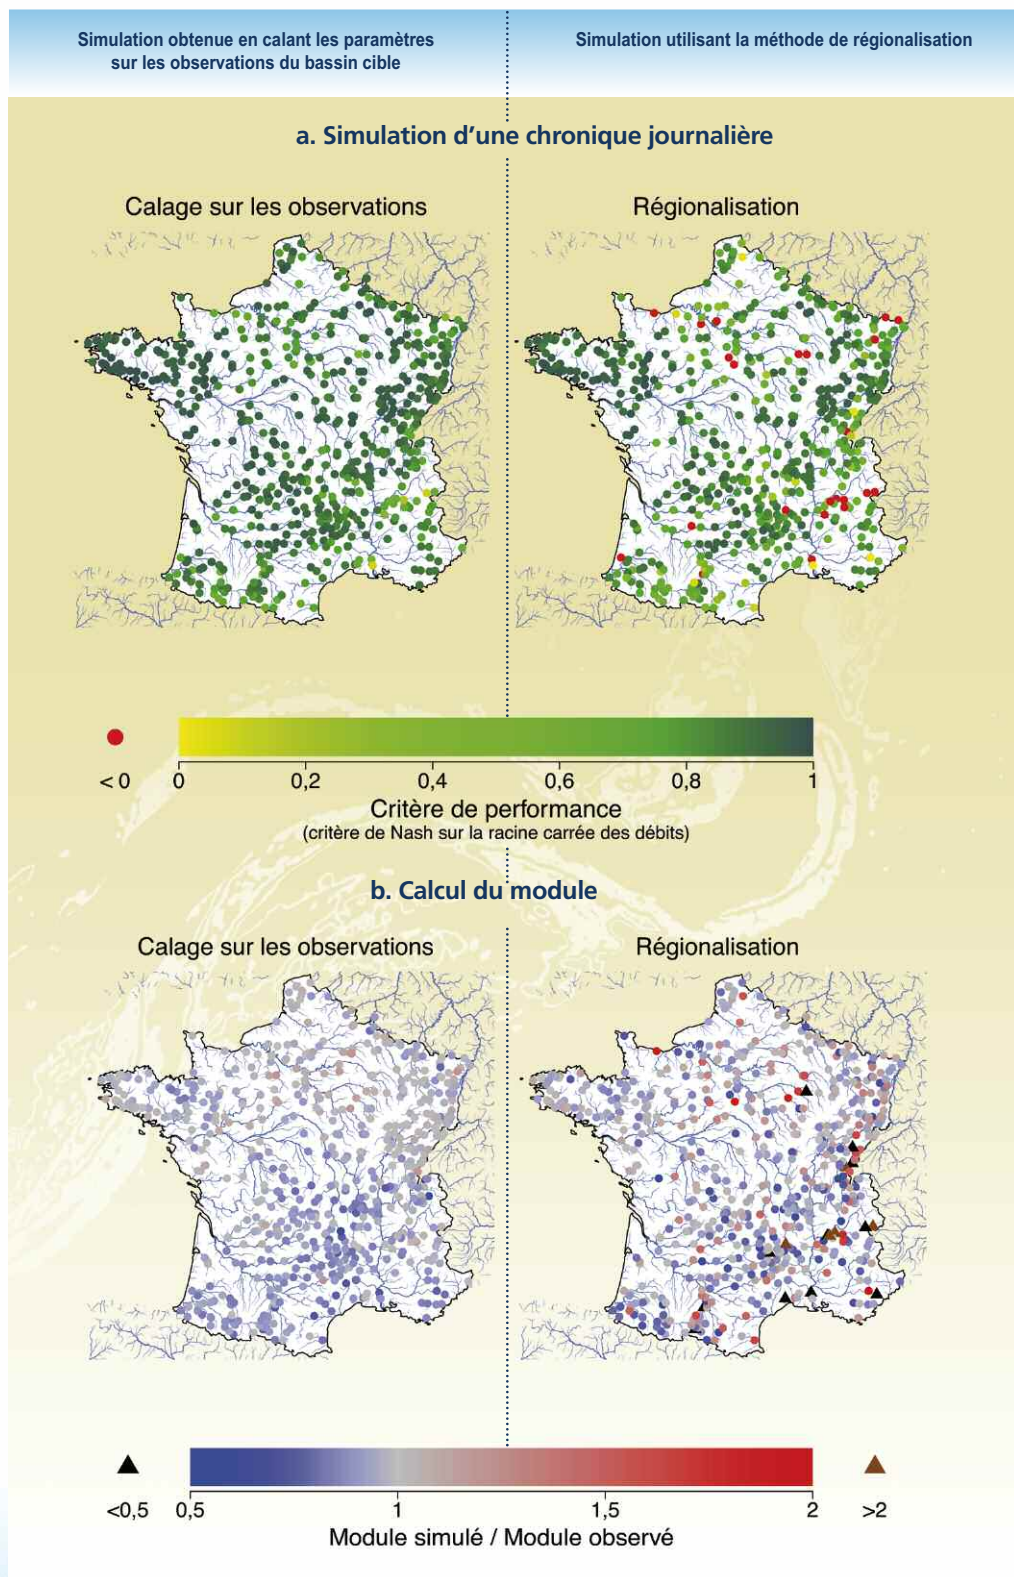 Simulation obtenue en calant les paramètres
sur les observations du bassin cible
Simulation utilisant la méthode de régionalisation
a. Simulation d'une chronique journalière
Calage sur les observations
Régionalisation
< 0
0
0,2
0,4
0,6
0,8
1
Critère de performance
(critère de Nash sur la racine carrée des débits)
b. Calcul du module
Calage sur les observations
Régionalisation
<0,5
0,5
1
1,5
2
>2
Module simulé / Module observé